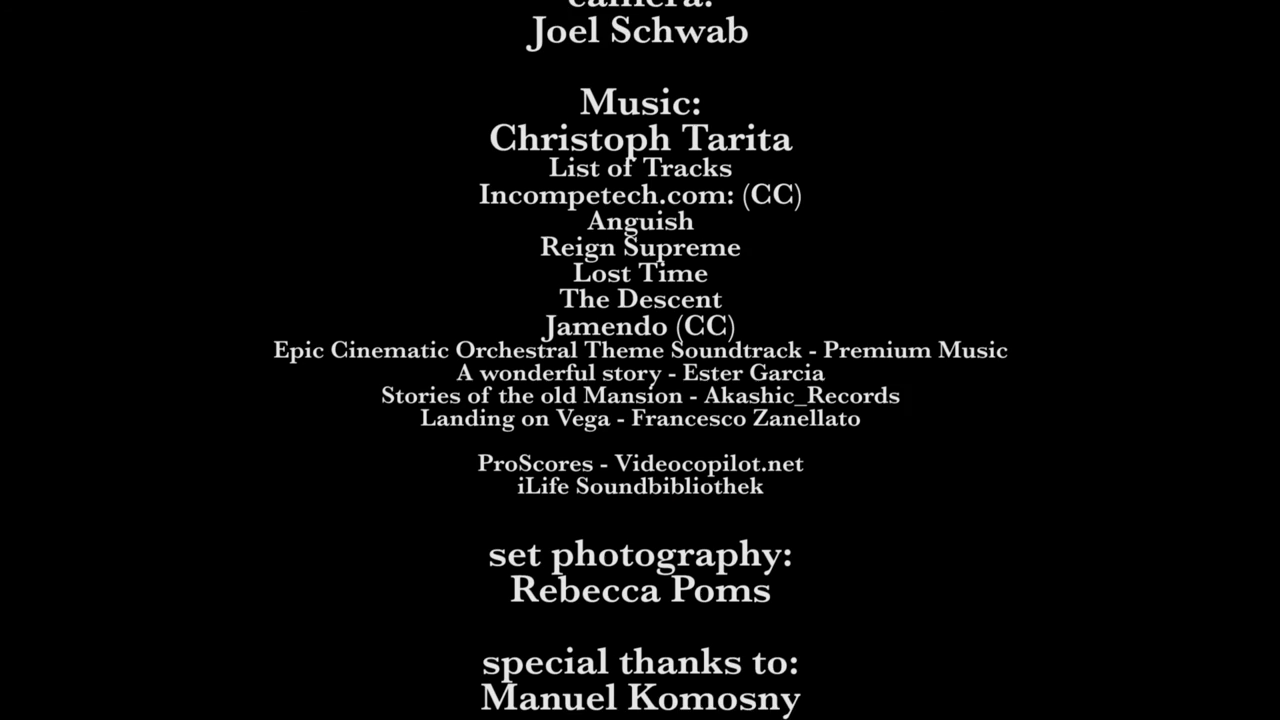 camera:
Joel Schwab
Music:
Christoph Tarita
List of Tracks
Incompetech.com: (CC)
Anguish
Reign Supreme
Lost Time
The Descent
Jamendo (CC)
Epic Cinematic Orchestral Theme Soundtrack - Premium Music
A wonderful story - Ester Garcia
Stories of the old Mansion - Akashic_Records
Landing on Vega - Francesco Zanellato
ProScores - Videocopilot.net
iLife Soundbibliothek
set photography:
Rebecca Poms
special thanks to:
Manuel Komosny